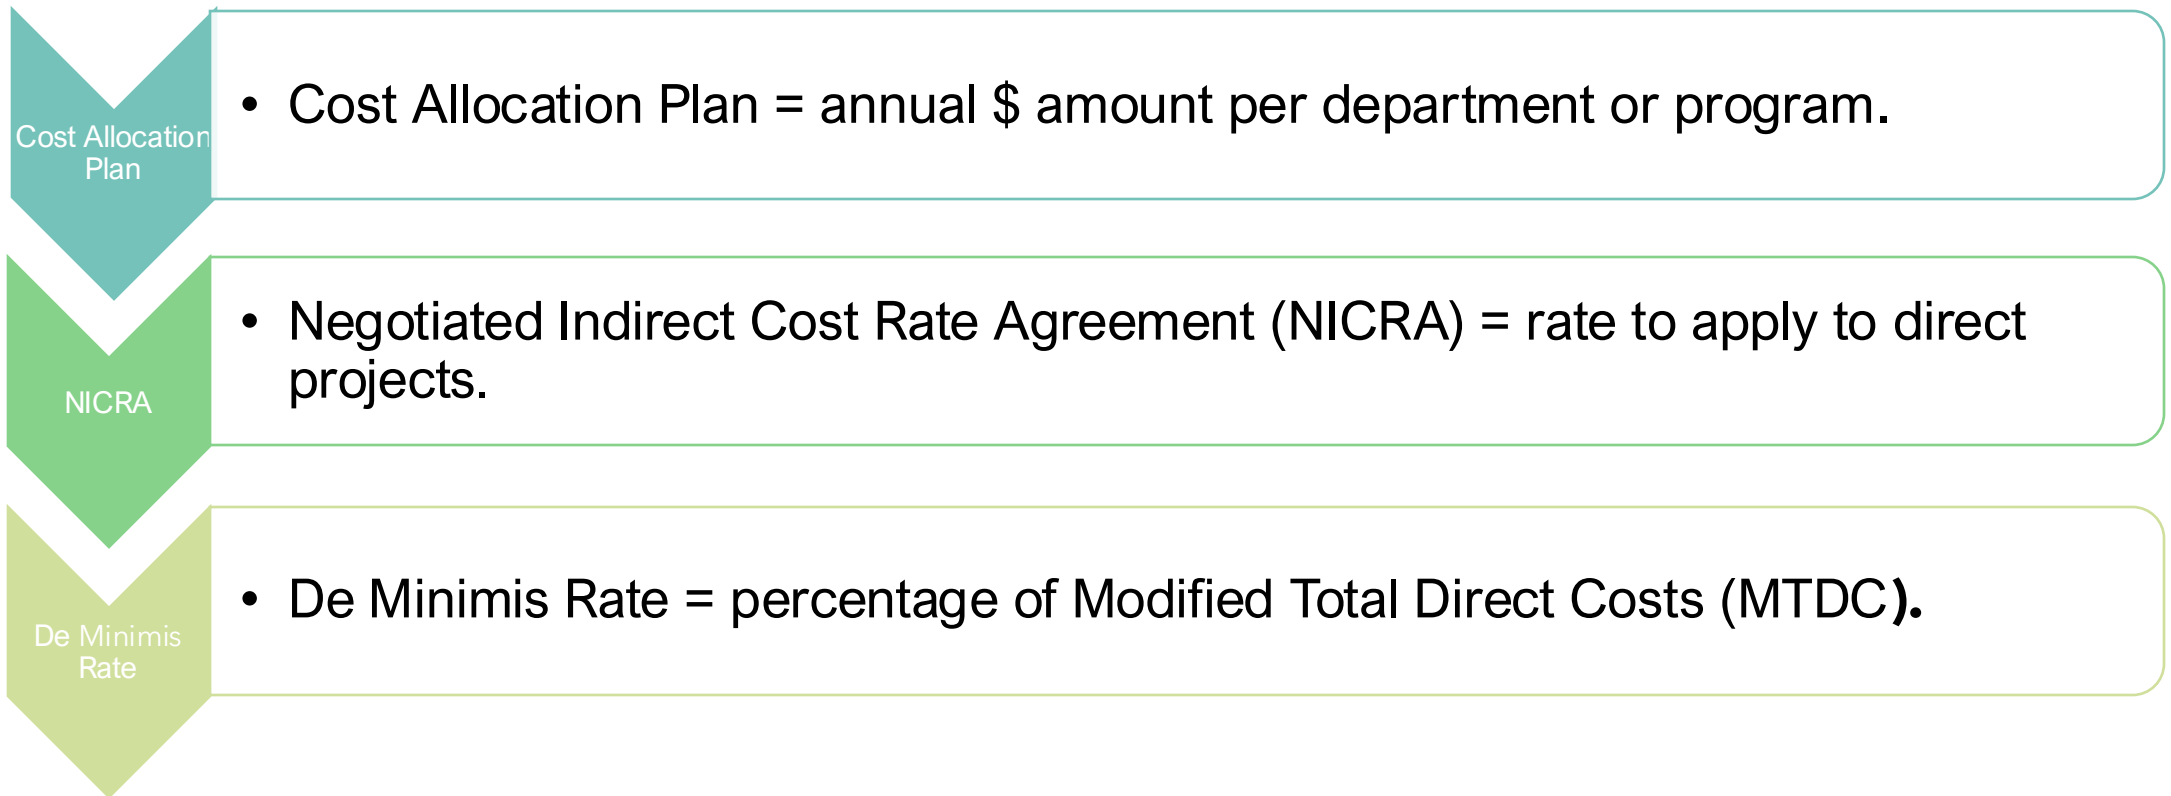 Cost Allocation
Plan
• Cost Allocation Plan = annual $ amount per department or program.
NICRA
• Negotiated Indirect Cost Rate Agreement (NICRA) = rate to apply to direct
projects.
De Minimis
Rate
• De Minimis Rate = percentage of Modified Total Direct Costs (MTDC).